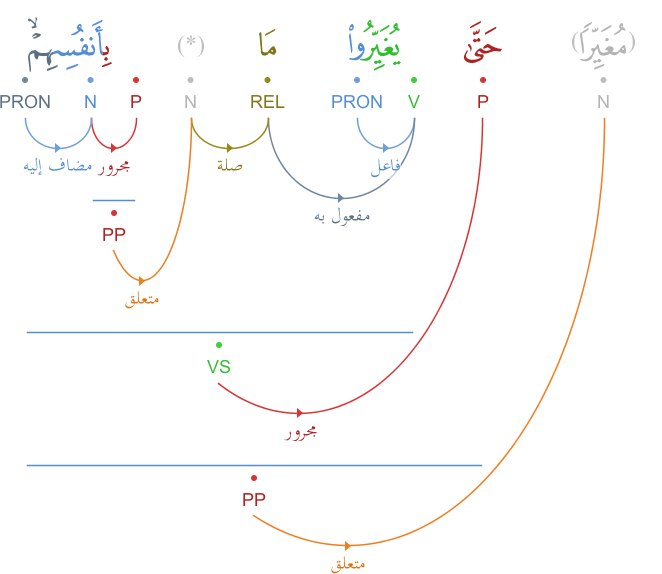 (مُغَيِّرًا) حَتَّىٰ يُغَيِّرُوا۟ مَا (*) بِأَنفُسِهِمْ ۙ
N P V PRON REL N P N PRON
فاعل صلة مجرور مضاف إليه
مفعول به
PP
متعلق
VS
مجرور
PP
متعلق